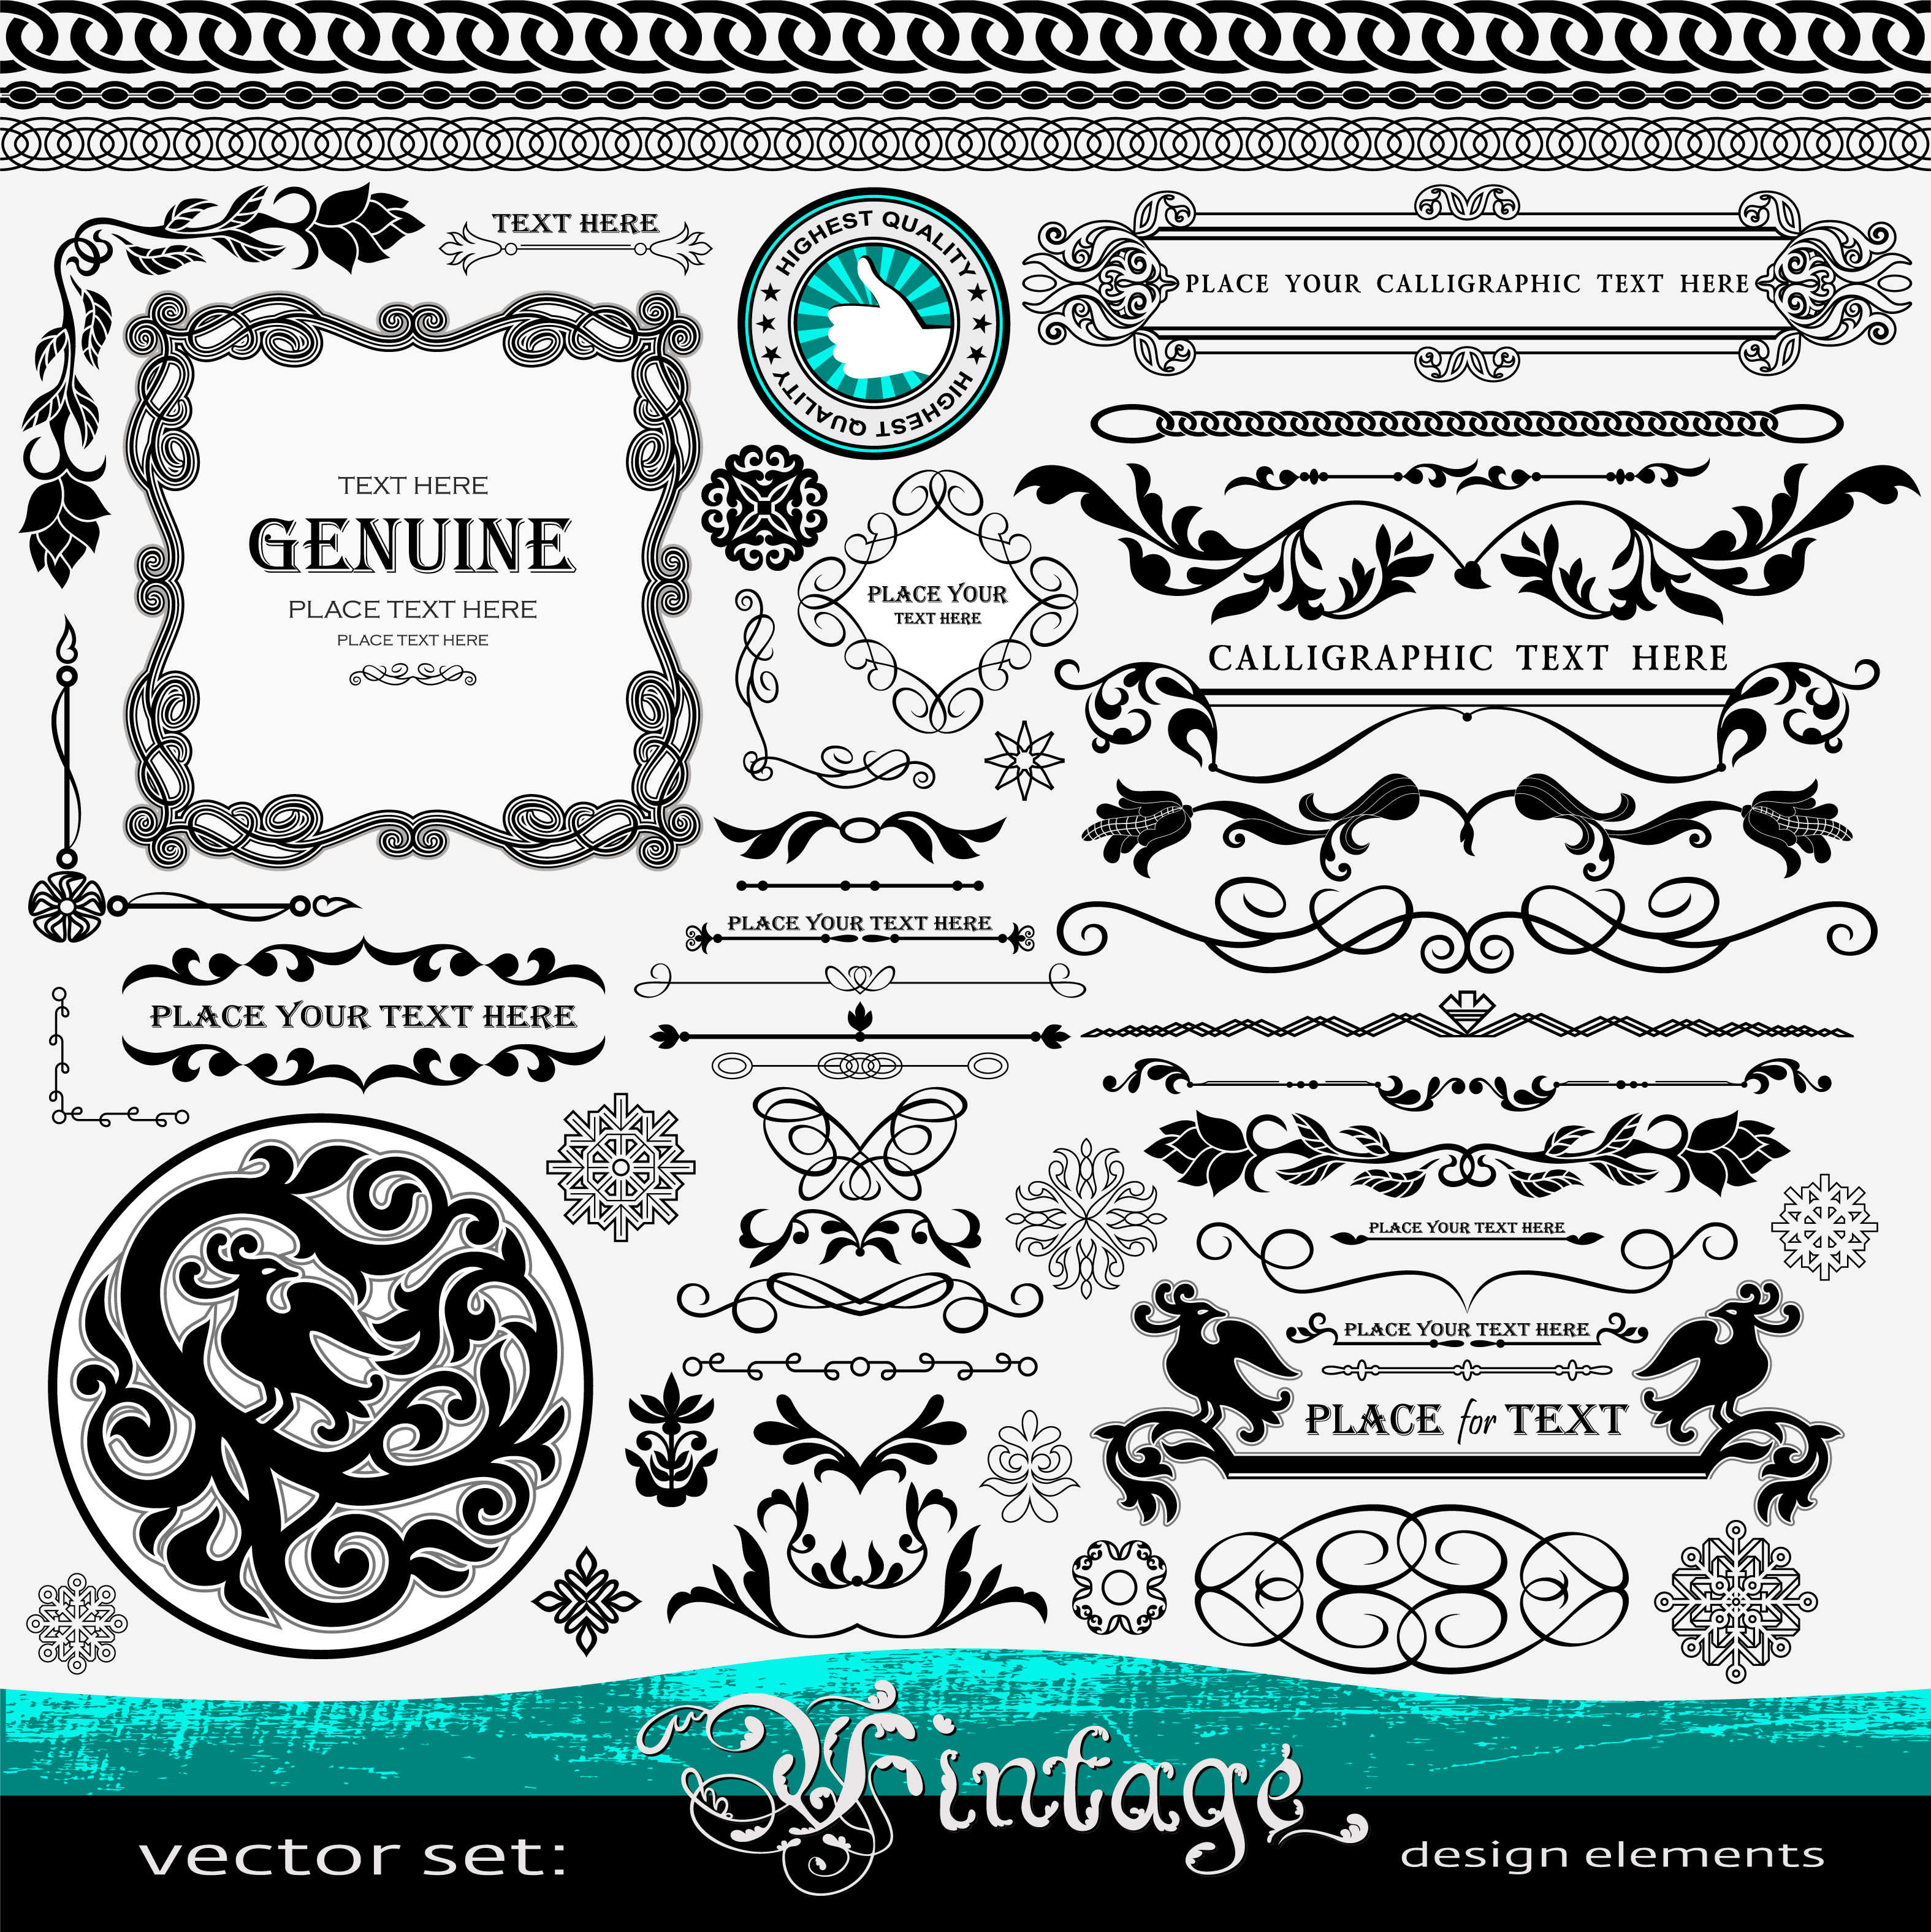 TEXT HERE
HIGHEST QUALITY
HIGHEST QUALITY
PLACE YOUR CALLIGRAPHIC TEXT HERE
TEXT HERE
GENUINE
PLACE TEXT HERE
PLACE TEXT HERE
PLACE YOUR
TEXT HERE
CALLIGRAPHIC TEXT HERE
PLACE YOUR TEXT HERE
PLACE YOUR TEXT HERE
PLACE YOUR TEXT HERE
PLACE YOUR TEXT HERE
PLACE for TEXT
Vintage
vector set:
design elements